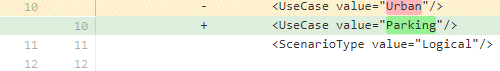 10 - <UseCase value="Urban"/>
10 + <UseCase value="Parking"/>
11 11 <ScenarioType value="Logical"/>
12 12